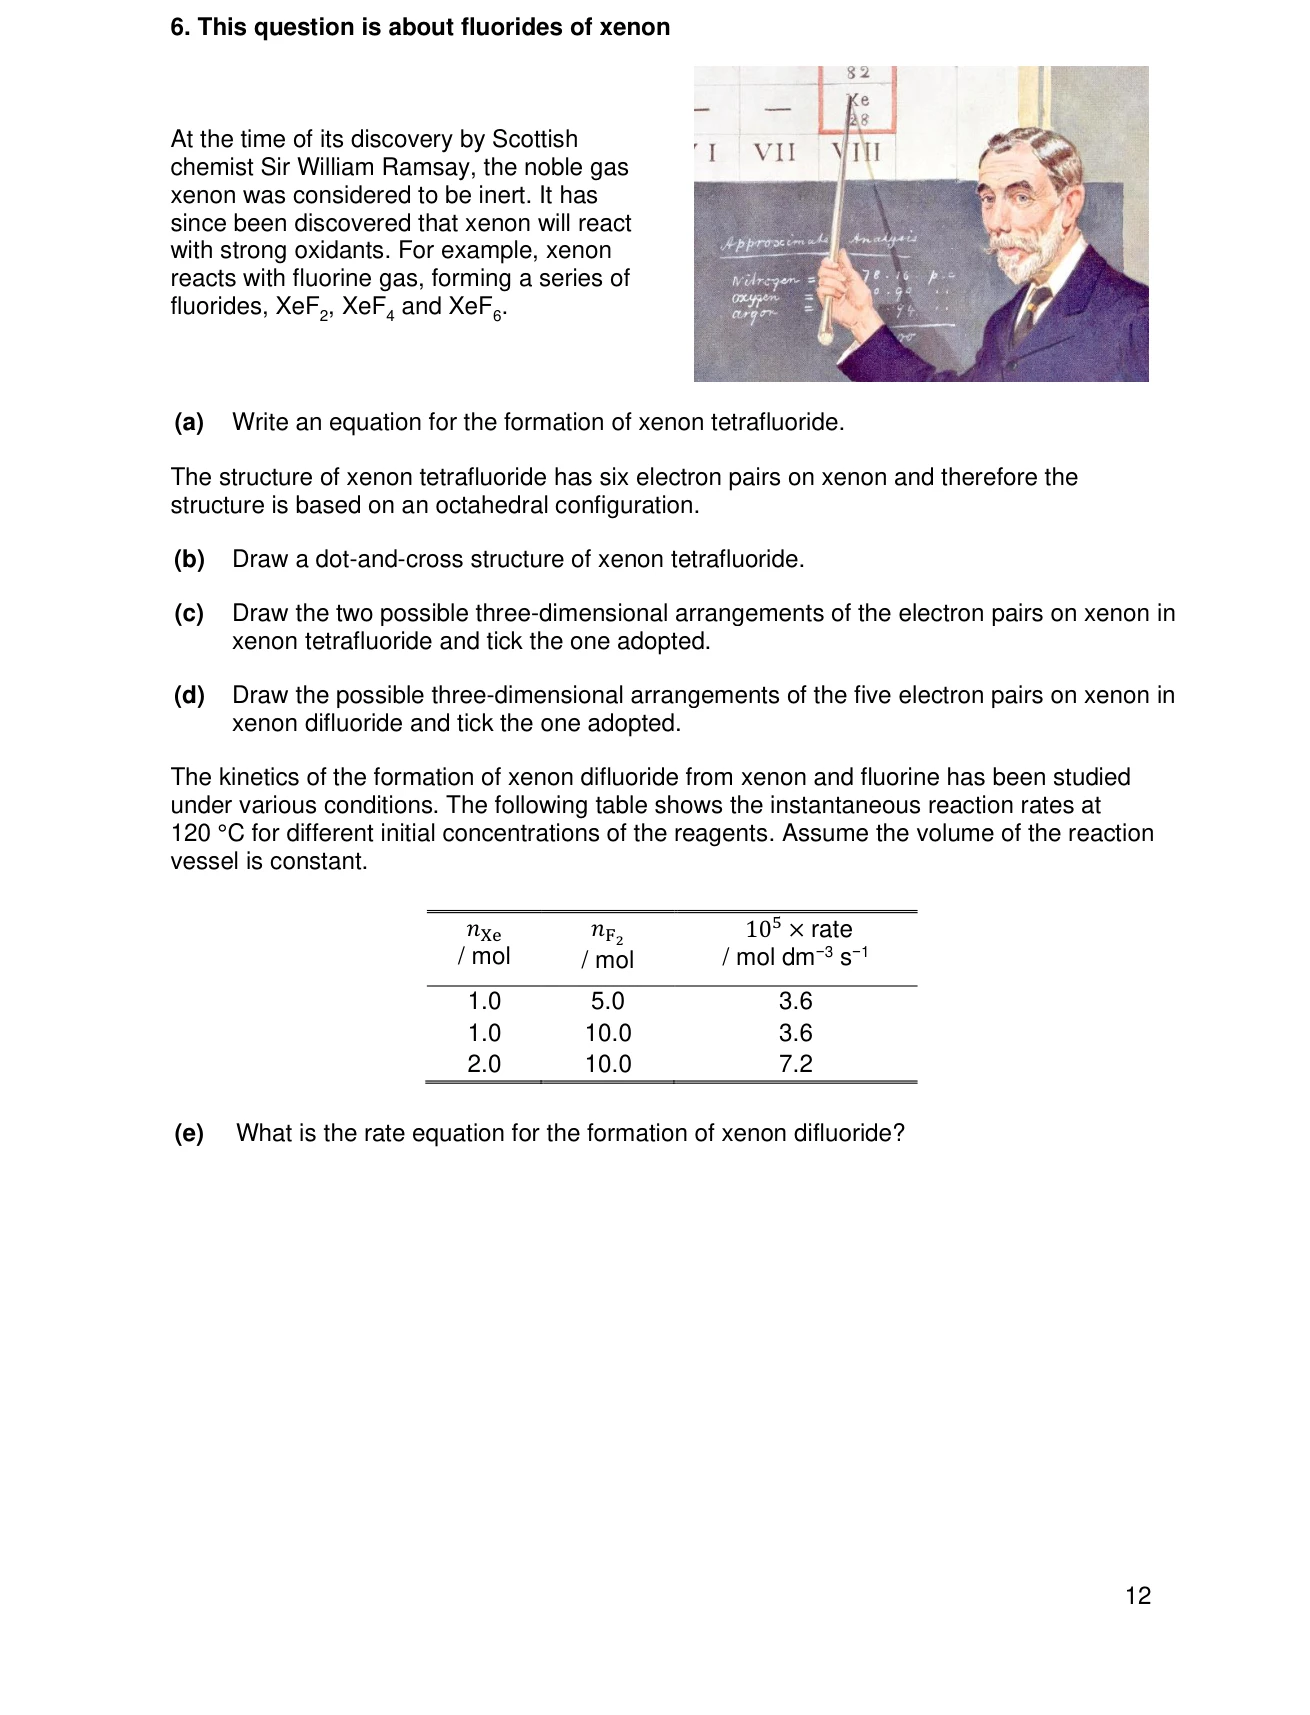 6. This question is about fluorides of xenon
At the time of its discovery by Scottish
chemist Sir William Ramsay, the noble gas
xenon was considered to be inert. It has
since been discovered that xenon will react
with strong oxidants. For example, xenon
reacts with fluorine gas, forming a series of
fluorides, XeF₂, XeF₄ and XeF₆.
82
Xe
28
VII VIII
Approximate Analysis
Nitrogen =
oxygen =
argon =
(a) Write an equation for the formation of xenon tetrafluoride.
The structure of xenon tetrafluoride has six electron pairs on xenon and therefore the
structure is based on an octahedral configuration.
(b) Draw a dot-and-cross structure of xenon tetrafluoride.
(c) Draw the two possible three-dimensional arrangements of the electron pairs on xenon in
xenon tetrafluoride and tick the one adopted.
(d) Draw the possible three-dimensional arrangements of the five electron pairs on xenon in
xenon difluoride and tick the one adopted.
The kinetics of the formation of xenon difluoride from xenon and fluorine has been studied
under various conditions. The following table shows the instantaneous reaction rates at
120 °C for different initial concentrations of the reagents. Assume the volume of the reaction
vessel is constant.
n_Xe n_F₂ 10⁵ × rate
/ mol / mol / mol dm⁻³ s⁻¹
1.0 5.0 3.6
1.0 10.0 3.6
2.0 10.0 7.2
(e) What is the rate equation for the formation of xenon difluoride?
12